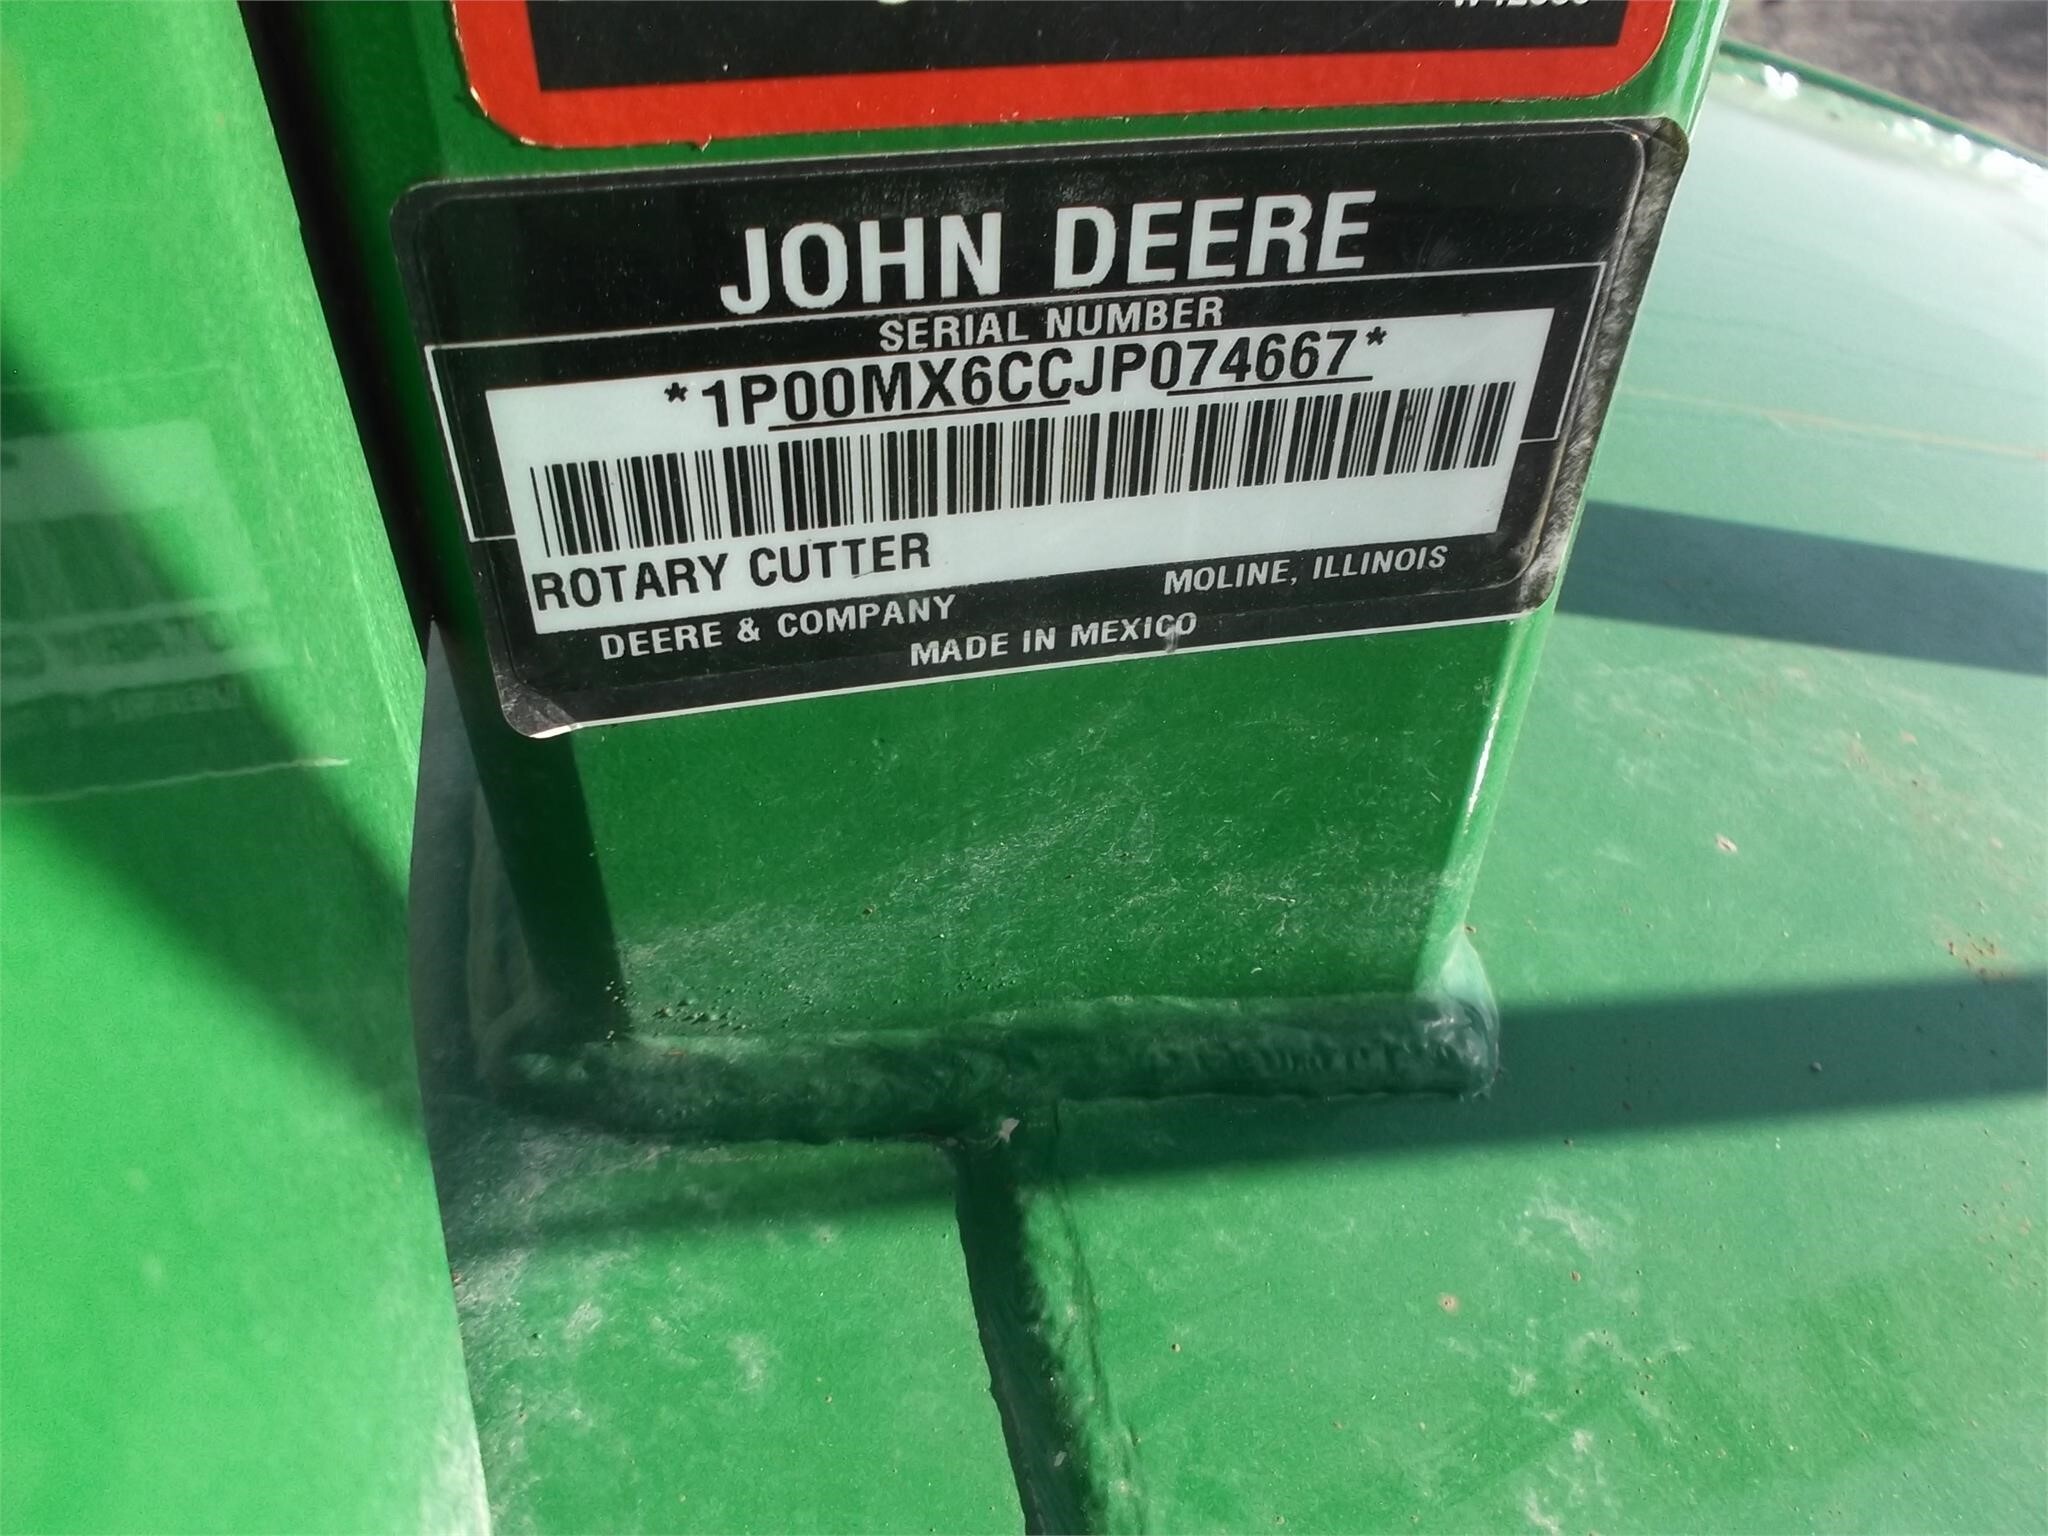 JOHN DEERE
SERIAL NUMBER
*1P00MX6CCJP074667*
ROTARY CUTTER
DEERE & COMPANY MOLINE, ILLINOIS
MADE IN MEXICO